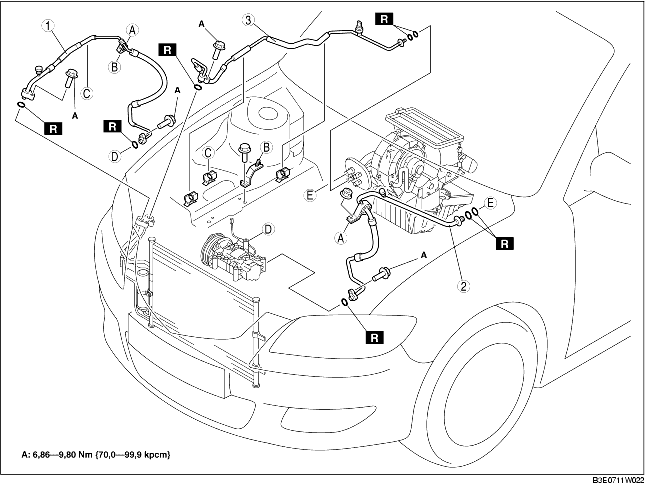 1
A
A
3
R
B
R
C
A
A
R
R
D
C
B
E
A
E
D
R
A
2
R
A: 6,86—9,80 Nm {70,0—99,9 kpcm}
B3E0711W022